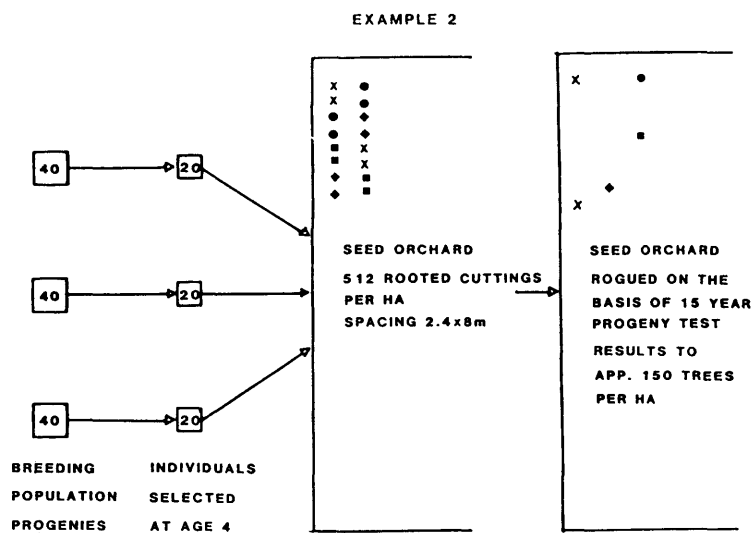 EXAMPLE 2
40
20
40
20
40
20
BREEDING
POPULATION
PROGENIES
INDIVIDUALS
SELECTED
AT AGE 4
SEED ORCHARD
512 ROOTED CUTTINGS
PER HA
SPACING 2.4x8m
SEED ORCHARD
ROGUED ON THE
BASIS OF 15 YEAR
PROGENY TEST
RESULTS TO
APP. 150 TREES
PER HA